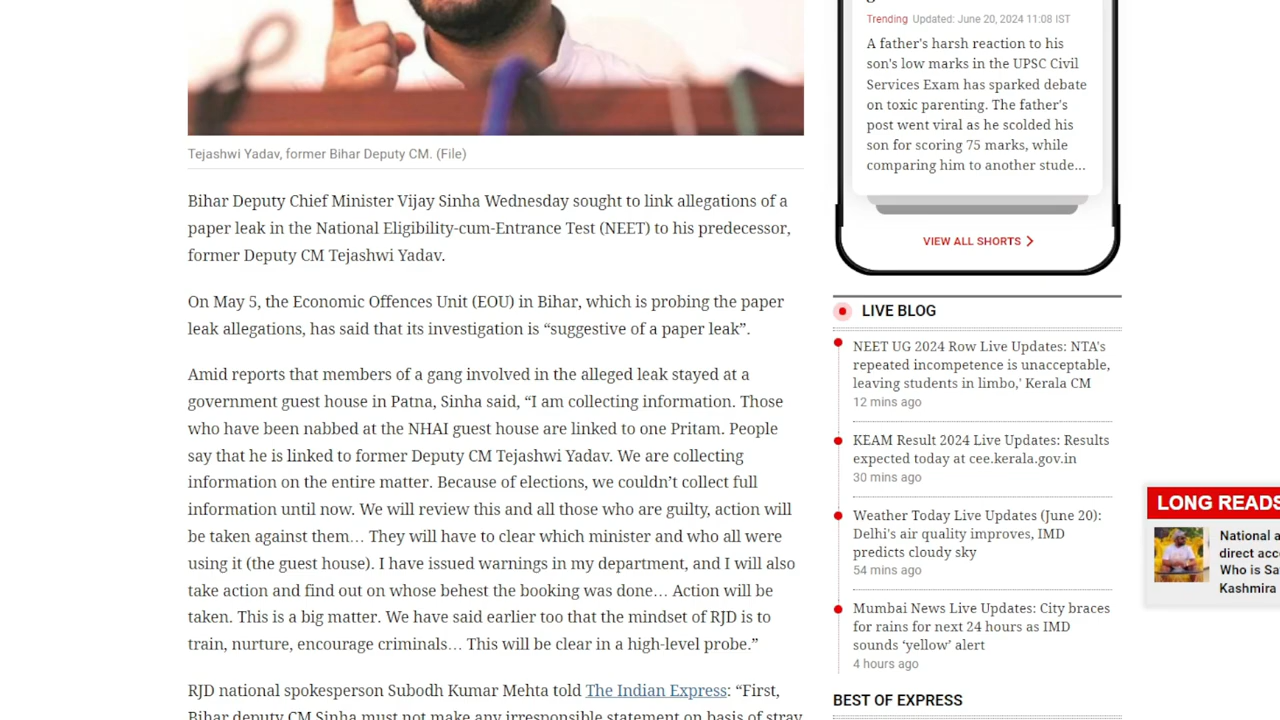 Tejashwi Yadav, former Bihar Deputy CM. (File)
Bihar Deputy Chief Minister Vijay Sinha Wednesday sought to link allegations of a
paper leak in the National Eligibility-cum-Entrance Test (NEET) to his predecessor,
former Deputy CM Tejashwi Yadav.
On May 5, the Economic Offences Unit (EOU) in Bihar, which is probing the paper
leak allegations, has said that its investigation is “suggestive of a paper leak”.
Amid reports that members of a gang involved in the alleged leak stayed at a
government guest house in Patna, Sinha said, “I am collecting information. Those
who have been nabbed at the NHAI guest house are linked to one Pritam. People
say that he is linked to former Deputy CM Tejashwi Yadav. We are collecting
information on the entire matter. Because of elections, we couldn’t collect full
information until now. We will review this and all those who are guilty, action will
be taken against them… They will have to clear which minister and who all were
using it (the guest house). I have issued warnings in my department, and I will also
take action and find out on whose behest the booking was done… Action will be
taken. This is a big matter. We have said earlier too that the mindset of RJD is to
train, nurture, encourage criminals… This will be clear in a high-level probe.”
RJD national spokesperson Subodh Kumar Mehta told The Indian Express: “First,
Bihar deputy CM Sinha must not make any irresponsible statement on basis of stray
Trending Updated: June 20, 2024 11:08 IST
A father's harsh reaction to his
son's low marks in the UPSC Civil
Services Exam has sparked debate
on toxic parenting. The father's
post went viral as he scolded his
son for scoring 75 marks, while
comparing him to another stude...
VIEW ALL SHORTS
LIVE BLOG
NEET UG 2024 Row Live Updates: NTA's
repeated incompetence is unacceptable,
leaving students in limbo,' Kerala CM
12 mins ago
KEAM Result 2024 Live Updates: Results
expected today at cee.kerala.gov.in
30 mins ago
Weather Today Live Updates (June 20):
Delhi's air quality improves, IMD
predicts cloudy sky
54 mins ago
Mumbai News Live Updates: City braces
for rains for next 24 hours as IMD
sounds ‘yellow’ alert
4 hours ago
BEST OF EXPRESS
LONG READS
National a
direct acc
Who is Sa
Kashmira